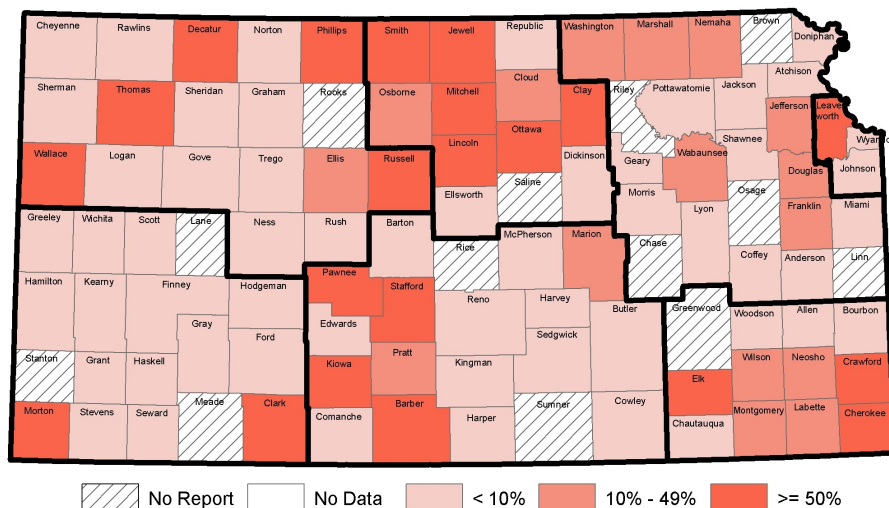 Cheyenne Rawlins Decatur Norton Phillips Smith Jewell Republic Washington Marshall Nemaha Brown Doniphan
Sherman Thomas Sheridan Graham Rooks Osborne Mitchell Cloud Clay Riley Pottawatomie Jackson Atchison
Jefferson Leave
worth
Wyand
Wallace Logan Gove Trego Ellis Russell Lincoln Ottawa Dickinson Geary Wabaunsee Shawnee Douglas Johnson
Ellsworth Saline Morris Osage
Greeley Wichita Scott Lane Ness Rush Barton Rice McPherson Marion Chase Lyon Franklin Miami
Coffey Anderson Linn
Hamilton Kearny Finney Hodgeman Pawnee Stafford Reno Harvey Butler Greenwood Woodson Allen Bourbon
Gray Ford Edwards Sedgwick
Stanton Grant Haskell Kiowa Pratt Kingman Elk Wilson Neosho Crawford
Morton Stevens Seward Meade Clark Comanche Barber Harper Sumner Cowley Chautauqua Montgomery Labette Cherokee
No Report No Data < 10% 10% - 49% >= 50%